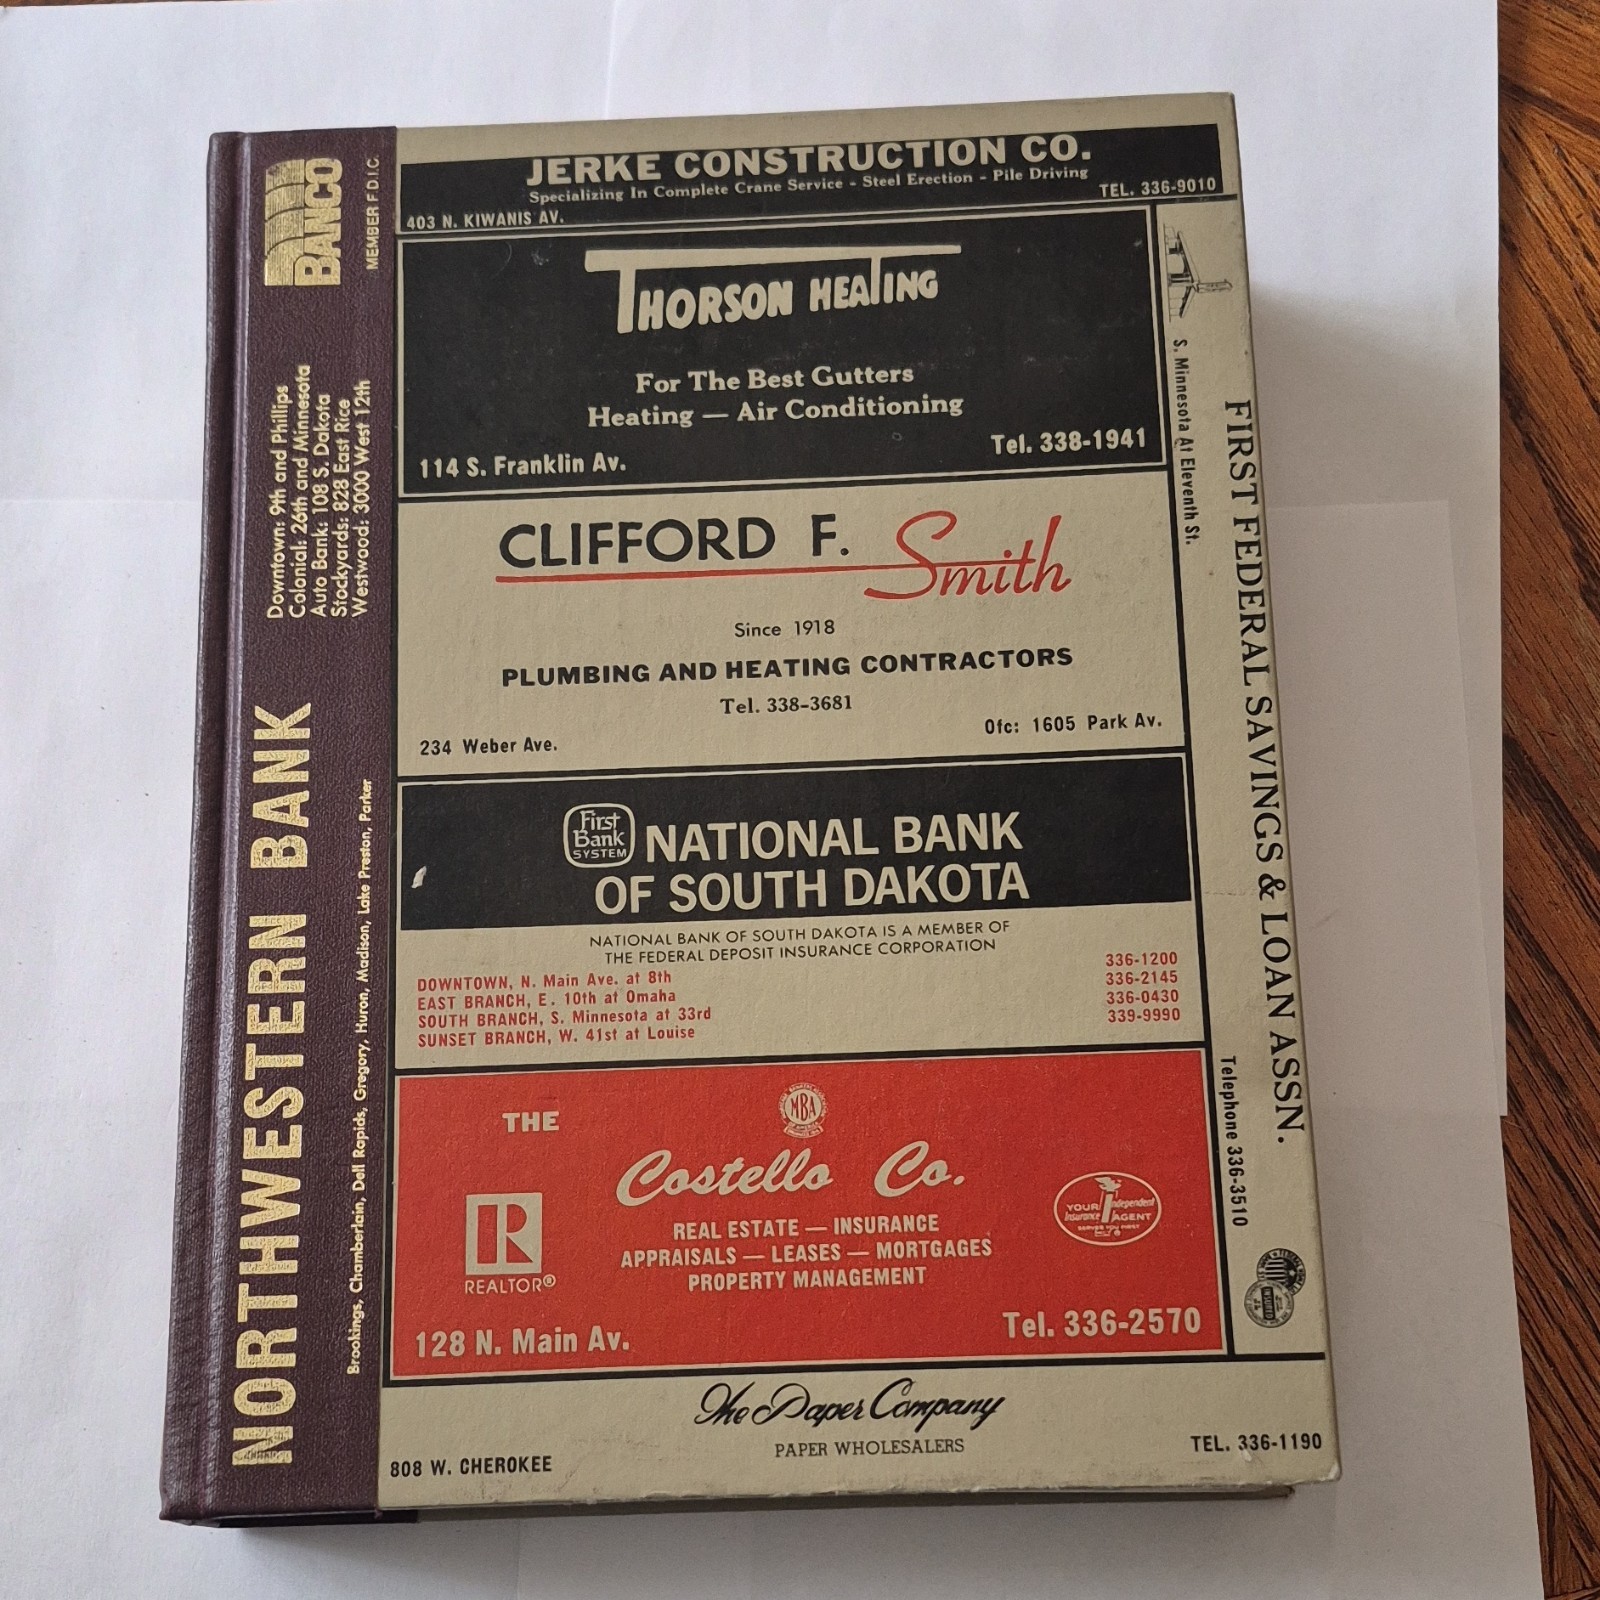 BANCO
MEMBER F.D.I.C.
Downtown: 9th and Phillips
Colonial: 26th and Minnesota
Auto Bank: 108 S. Dakota
Stockyards: 828 East Rice
Westwood: 3000 West 12th
NORTHWESTERN BANK
Brookings, Chamberlain, Dell Rapids, Gregory, Huron, Madison, Lake Preston, Parker
JERKE CONSTRUCTION CO.
Specializing In Complete Crane Service - Steel Erection - Pile Driving
403 N. KIWANIS AV.
TEL. 336-9010
THORSON HEATING
For The Best Gutters
Heating — Air Conditioning
114 S. Franklin Av.
Tel. 338-1941
CLIFFORD F. Smith
Since 1918
PLUMBING AND HEATING CONTRACTORS
Tel. 338-3681
234 Weber Ave.
Ofc: 1605 Park Av.
First
Bank
SYSTEM
NATIONAL BANK
OF SOUTH DAKOTA
NATIONAL BANK OF SOUTH DAKOTA IS A MEMBER OF
THE FEDERAL DEPOSIT INSURANCE CORPORATION
DOWNTOWN, N. Main Ave. at 8th 336-1200
EAST BRANCH, E. 10th at Omaha 336-2145
SOUTH BRANCH, S. Minnesota at 33rd 336-0430
SUNSET BRANCH, W. 41st at Louise 339-9990
THE
MBA
Costello Co.
R
REALTOR®
REAL ESTATE — INSURANCE
APPRAISALS — LEASES — MORTGAGES
PROPERTY MANAGEMENT
YOUR Independent
Insurance AGENT
SERVES YOU FIRST
128 N. Main Av.
Tel. 336-2570
The Paper Company
PAPER WHOLESALERS
808 W. CHEROKEE
TEL. 336-1190
S. Minnesota At Eleventh St.
FIRST FEDERAL SAVINGS & LOAN ASSN.
Telephone 336-3510
INSURED